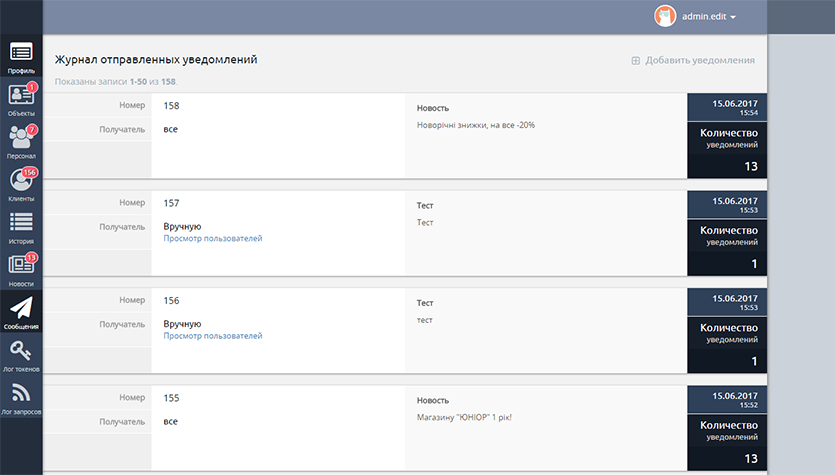 admin.edit
Профиль
1
Объекты
7
Персонал
156
Клиенты
История
13
Новости
Сообщения
Лог токенов
Лог запросов
Журнал отправленных уведомлений
Добавить уведомления
Показаны записи 1-50 из 158.
Номер 158
Получатель все
Новость
Новорічні знижки, на все -20%
15.06.2017
15:54
Количество
уведомлений
13
Номер 157
Получатель Вручную
Просмотр пользователей
Тест
Тест
15.06.2017
15:53
Количество
уведомлений
1
Номер 156
Получатель Вручную
Просмотр пользователей
Тест
тест
15.06.2017
15:53
Количество
уведомлений
1
Номер 155
Получатель все
Новость
Магазину "ЮНІОР" 1 рік!
15.06.2017
15:52
Количество
уведомлений
13